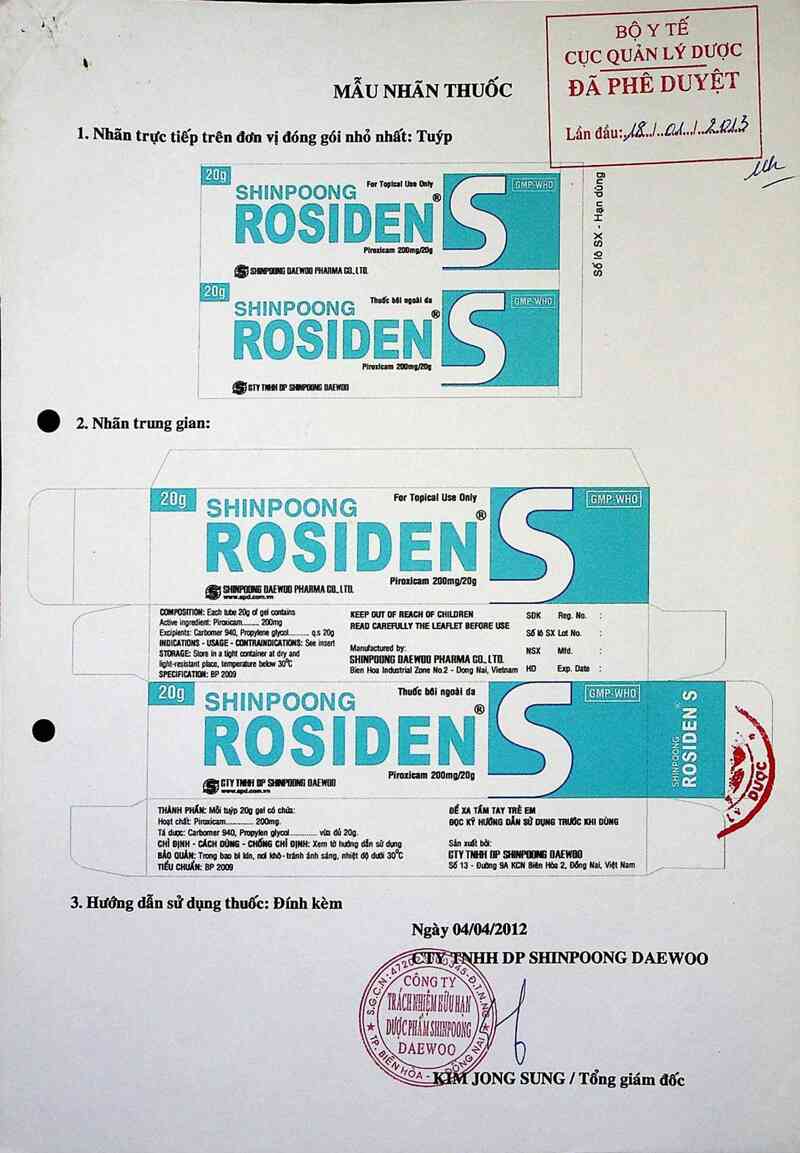 BỘ Y TẾ
CỤC QUẢN LÝ DƯỢC
ĐÃ PHÊ DUYỆT
Lần đầu: 18/01/2013
MẪU NHÃN THUỐC
1. Nhãn trực tiếp trên đơn vị đóng gói nhỏ nhất: Tuýp
20g
SHINPOONG
For Topical Use Only
GMP-WHO
ROSIDEN® S
Piroxicam 200mg/20g
SHINPOONG DAEWOO PHARMA CO., LTD.
Số lô SX - Hạn dùng
20g
SHINPOONG
Thuốc bôi ngoài da
GMP-WHO
ROSIDEN® S
Piroxicam 200mg/20g
CTY TNHH DP SHINPOONG DAEWOO
2. Nhãn trung gian:
20g
SHINPOONG
For Topical Use Only
GMP-WHO
ROSIDEN® S
Piroxicam 200mg/20g
SHINPOONG DAEWOO PHARMA CO., LTD.
www.spd.com.vn
COMPOSITION: Each tube 20g of gel contains
Active ingredient: Piroxicam......... 200mg
Excipients: Carbomer 940, Propylene glycol......... q.s 20g
INDICATIONS - USAGE - CONTRAINDICATIONS: See insert
STORAGE: Store in a tight container at dry and
light-resistant place, temperature below 30°C
SPECIFICATION: BP 2009
KEEP OUT OF REACH OF CHILDREN
READ CAREFULLY THE LEAFLET BEFORE USE
Manufactured by:
SHINPOONG DAEWOO PHARMA CO., LTD.
Bien Hoa Industrial Zone No.2 - Dong Nai, Vietnam
SDK Reg. No. :
Số lô SX Lot No. :
NSX Mfd. :
HD Exp. Date :
20g
SHINPOONG
Thuốc bôi ngoài da
GMP-WHO
ROSIDEN® S
Piroxicam 200mg/20g
CTY TNHH DP SHINPOONG DAEWOO
www.spd.com.vn
SHINPOONG
ROSIDEN® S
LÝ DƯỢC
THÀNH PHẦN: Mỗi tuýp 20g gel có chứa:
Hoạt chất: Piroxicam............ 200mg.
Tá dược: Carbomer 940, Propylen glycol............ vừa đủ 20g.
CHỈ ĐỊNH - CÁCH DÙNG - CHỐNG CHỈ ĐỊNH: Xem tờ hướng dẫn sử dụng
BẢO QUẢN: Trong bao bì kín, nơi khô - tránh ánh sáng, nhiệt độ dưới 30°C
TIÊU CHUẨN: BP 2009
ĐỂ XA TẦM TAY TRẺ EM
ĐỌC KỸ HƯỚNG DẪN SỬ DỤNG TRƯỚC KHI DÙNG
Sản xuất bởi:
CTY TNHH DP SHINPOONG DAEWOO
Số 13 - Đường 9A KCN Biên Hòa 2, Đồng Nai, Việt Nam
3. Hướng dẫn sử dụng thuốc: Đính kèm
Ngày 04/04/2012
CTY TNHH DP SHINPOONG DAEWOO
CÔNG TY
TRÁCH NHIỆM HỮU HẠN
DƯỢC PHẨM SHINPOONG
DAEWOO
TP. BIÊN HÒA - ĐỒNG NAI
KIM JONG SUNG / Tổng giám đốc